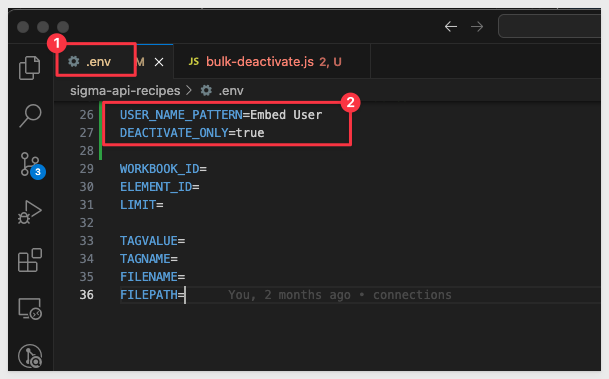 1
.env M × JS bulk-deactivate.js 2, U
sigma-api-recipes > .env
2
26 USER_NAME_PATTERN=Embed User
27 DEACTIVATE_ONLY=true
28
29 WORKBOOK_ID=
30 ELEMENT_ID=
31 LIMIT=
32
33 TAGVALUE=
34 TAGNAME=
35 FILENAME=
36 FILEPATH= You, 2 months ago • connections
3